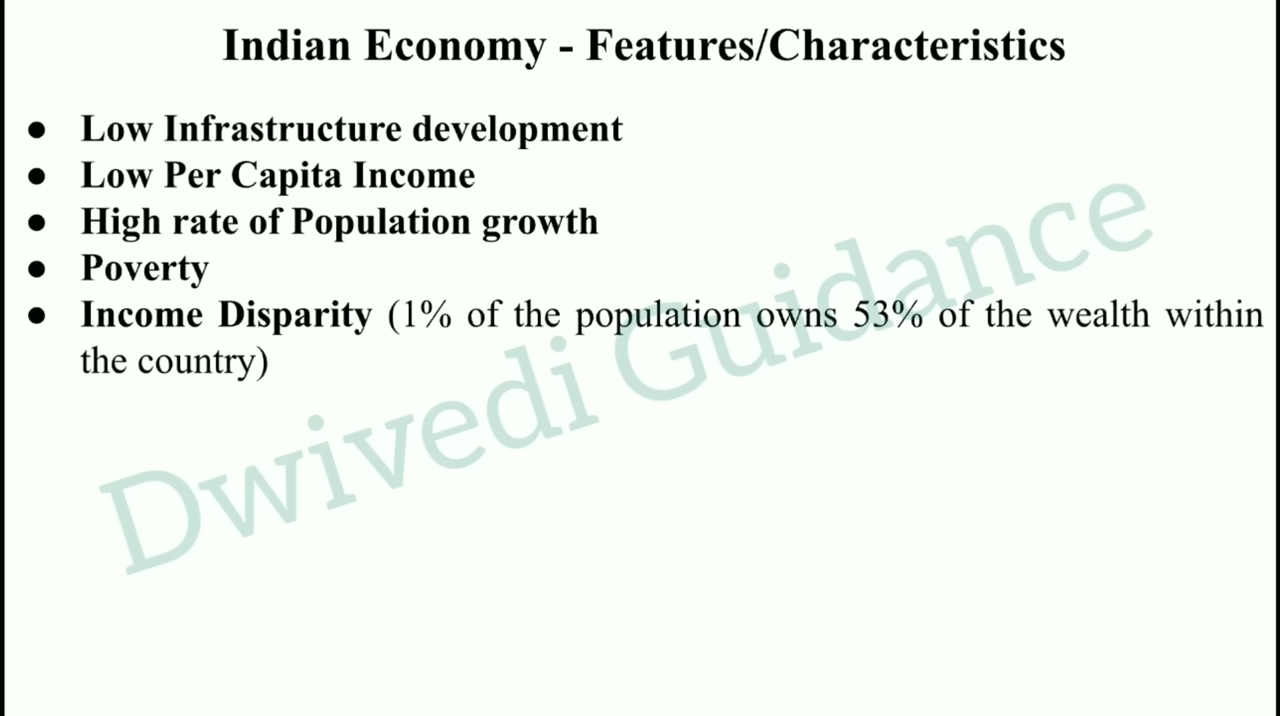 Indian Economy - Features/Characteristics
● Low Infrastructure development
● Low Per Capita Income
● High rate of Population growth
● Poverty
● Income Disparity (1% of the population owns 53% of the wealth within
the country)
Dwivedi Guidance